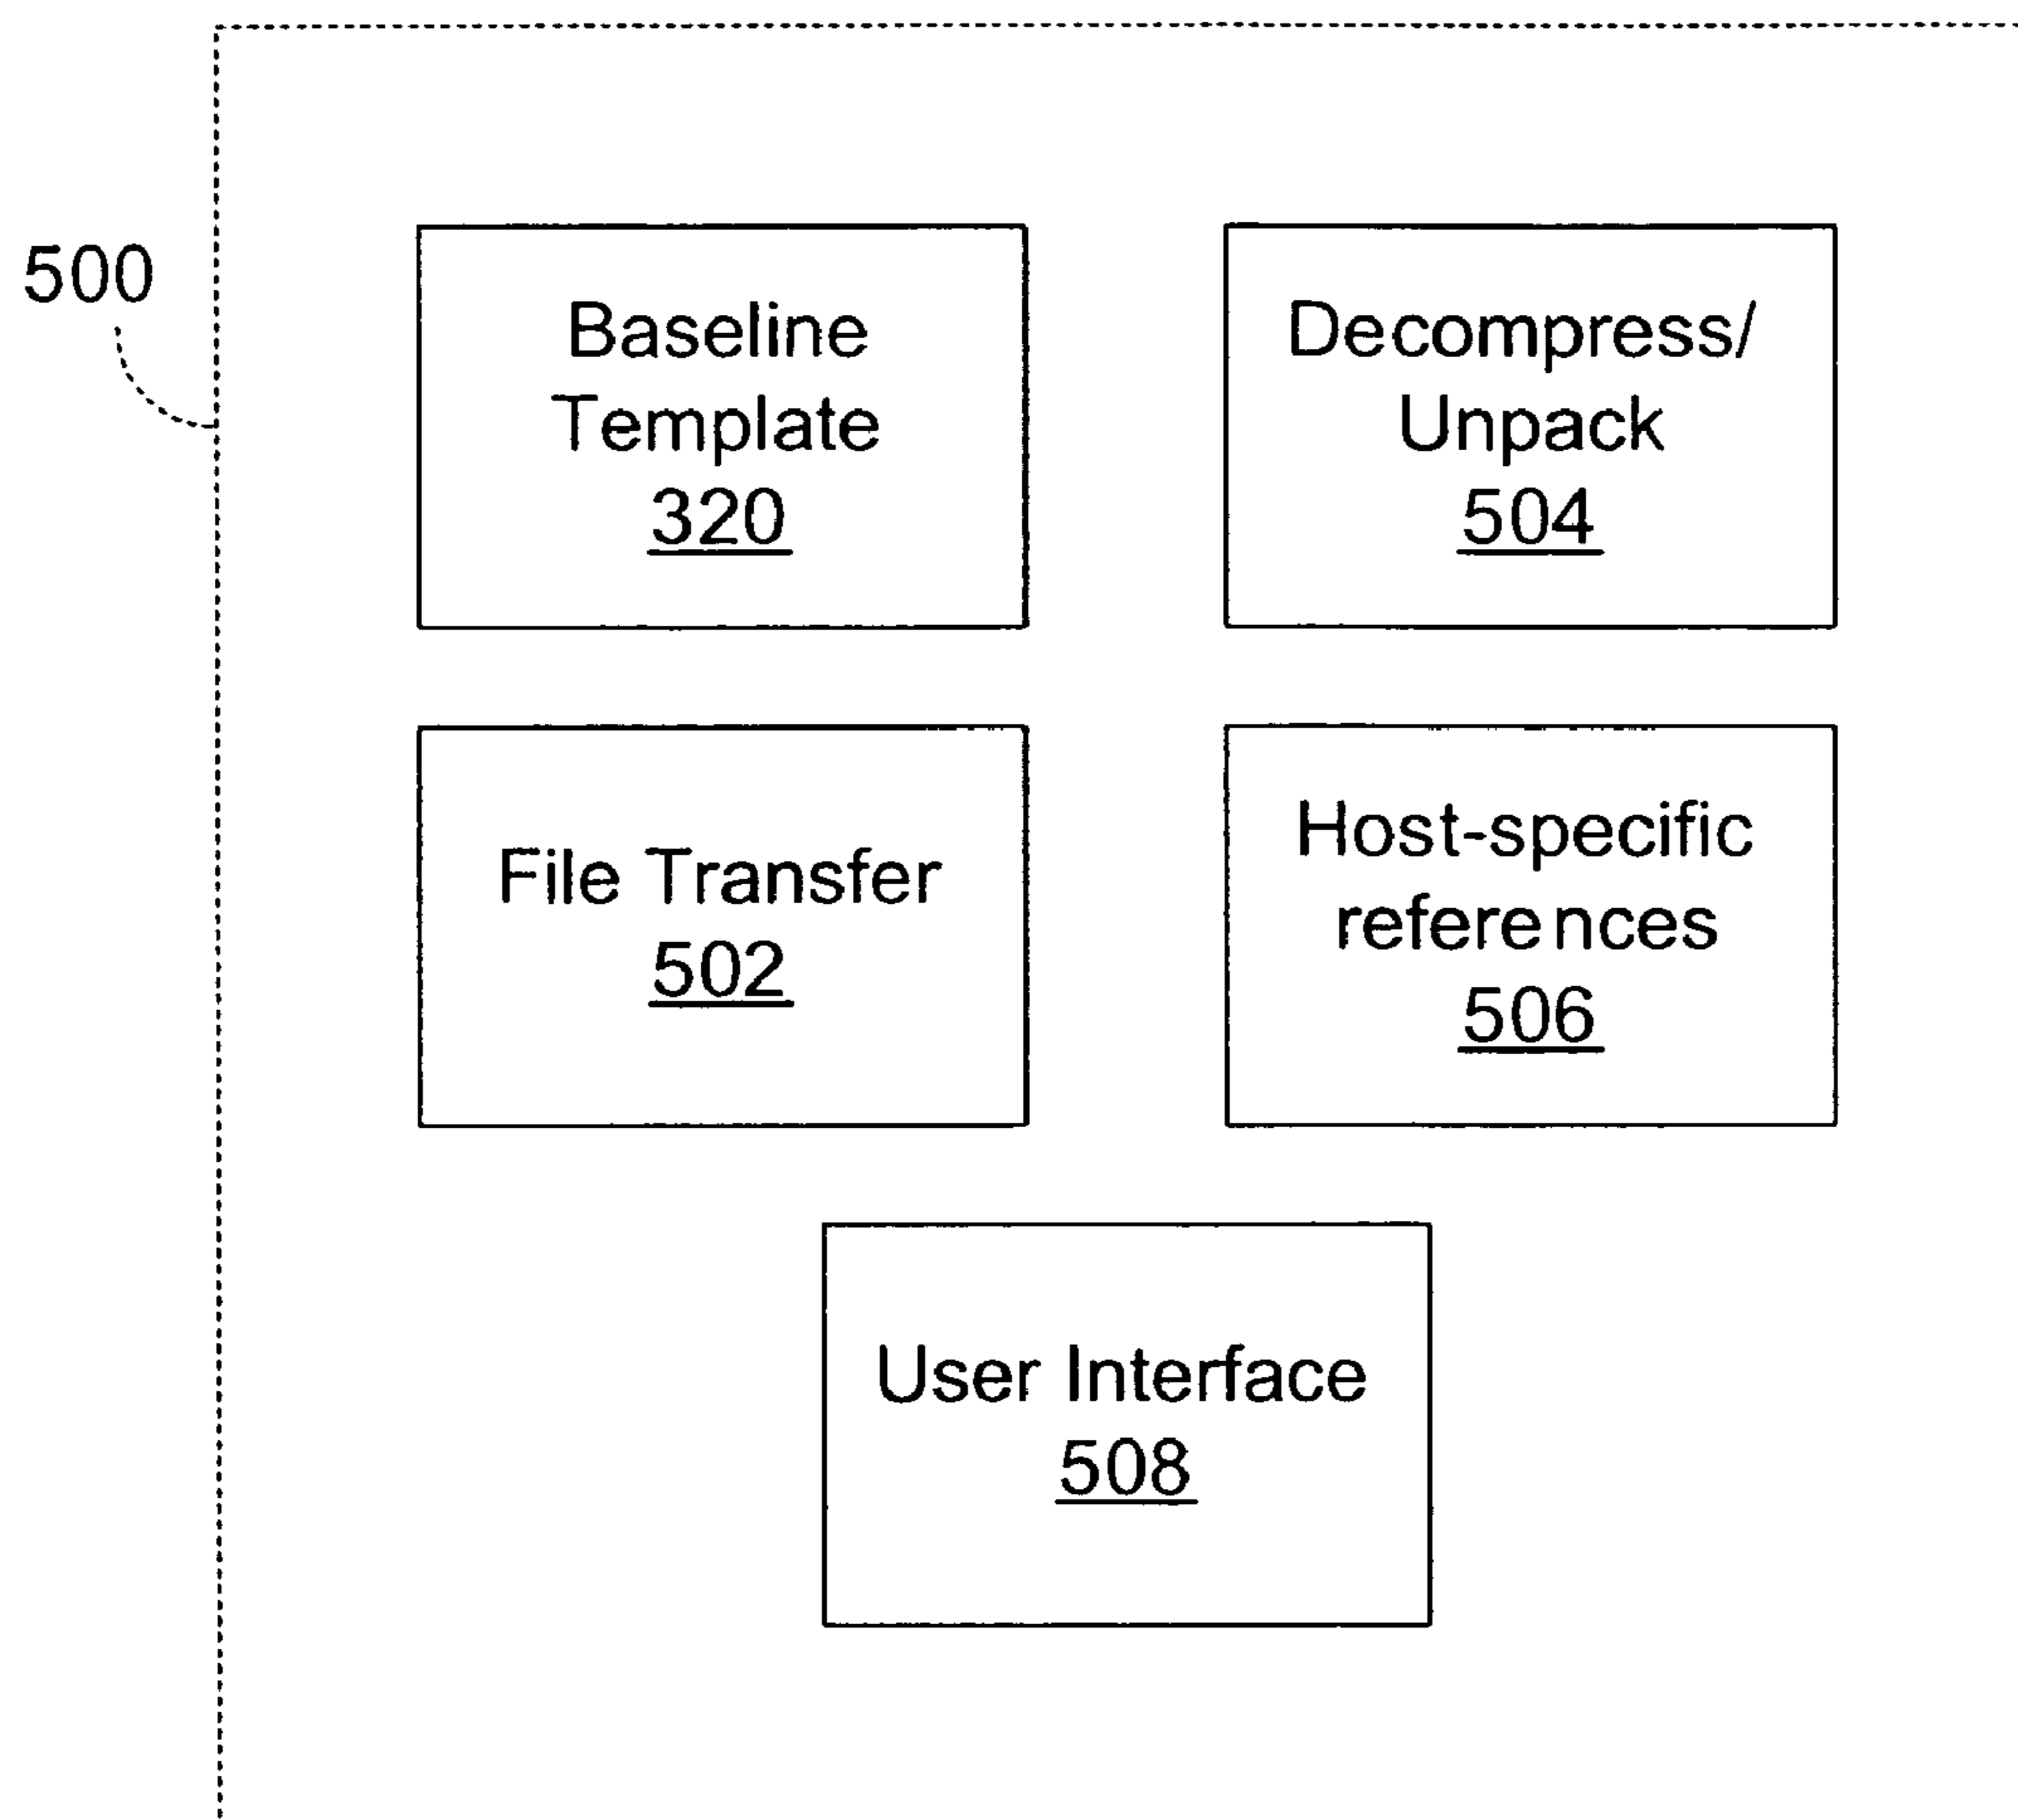 500
Baseline
Template
320
Decompress/
Unpack
504
File Transfer
502
Host-specific
references
506
User Interface
508